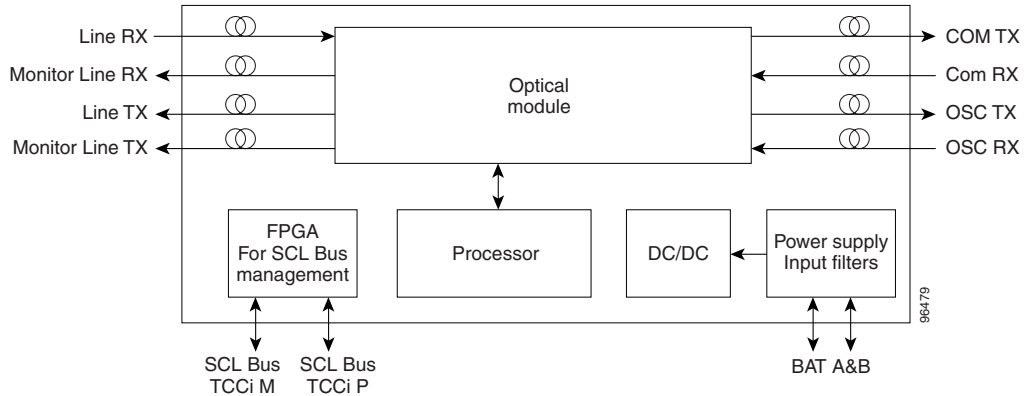 Line RX
Monitor Line RX
Line TX
Monitor Line TX
Optical
module
COM TX
Com RX
OSC TX
OSC RX
FPGA
For SCL Bus
management
Processor
DC/DC
Power supply
Input filters
96479
SCL Bus
TCCi M
SCL Bus
TCCi P
BAT A&B